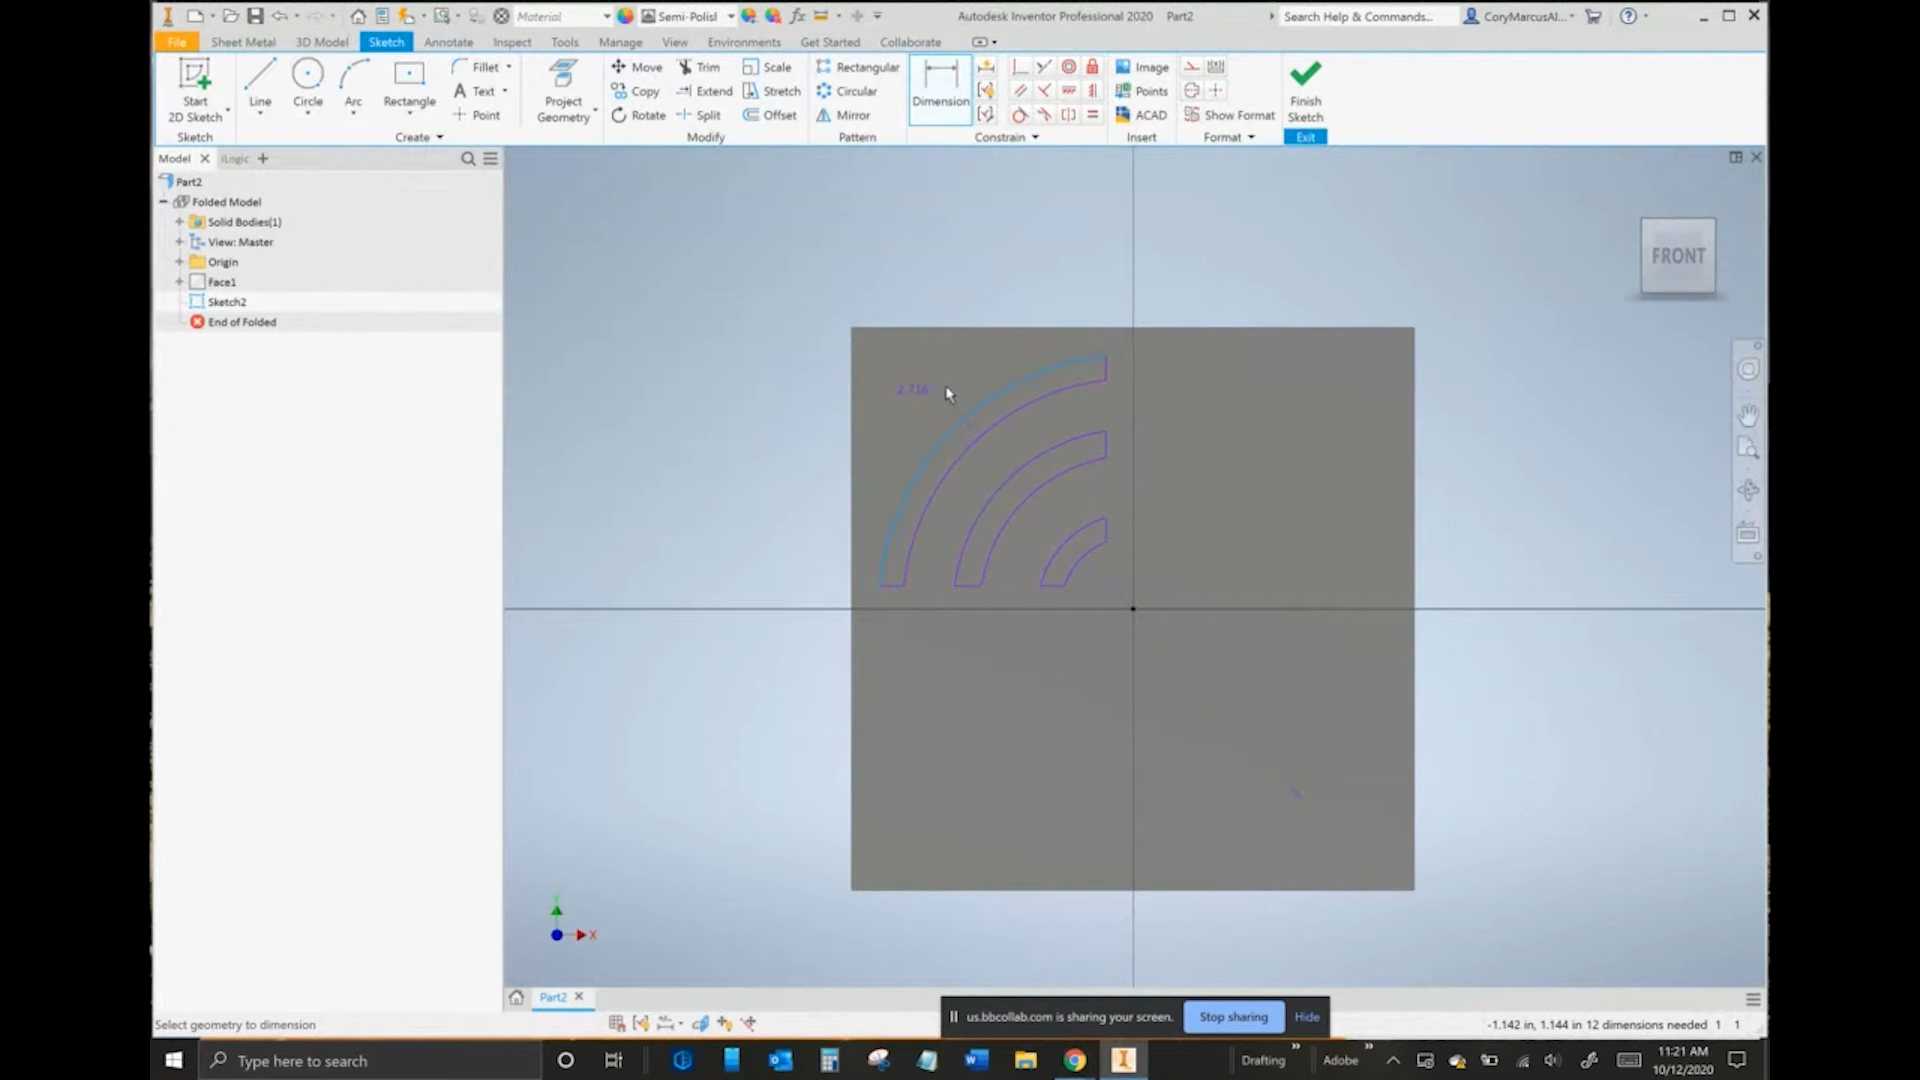 Material
Semi-Polisl
Autodesk Inventor Professional 2020 Part2
Search Help & Commands...
CoryMarcusAl...
File
Sheet Metal
3D Model
Sketch
Annotate
Inspect
Tools
Manage
View
Environments
Get Started
Collaborate
Start
2D Sketch
Line
Circle
Arc
Rectangle
Fillet
Text
Point
Project
Geometry
Move
Copy
Rotate
Trim
Extend
Split
Scale
Stretch
Offset
Rectangular
Circular
Mirror
Dimension
Image
Points
ACAD
Show Format
Finish
Sketch
Sketch
Create
Modify
Pattern
Constrain
Insert
Format
Exit
Model
iLogic
Part2
Folded Model
Solid Bodies(1)
View: Master
Origin
Face1
Sketch2
End of Folded
FRONT
2.716
X
Part2
Select geometry to dimension
us.bbcollab.com is sharing your screen.
Stop sharing
Hide
-1.142 in, 1.144 in 12 dimensions needed 1 1
Type here to search
Drafting
Adobe
11:21 AM
10/12/2020